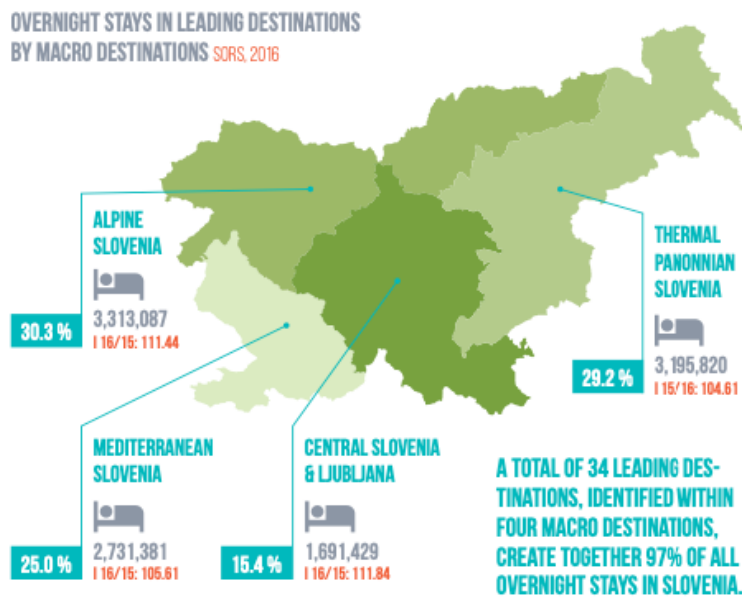 OVERNIGHT STAYS IN LEADING DESTINATIONS
BY MACRO DESTINATIONS SORS, 2016
ALPINE
SLOVENIA
3,313,087
I 16/15: 111.44
30.3 %
THERMAL
PANONNIAN
SLOVENIA
3,195,820
I 15/16: 104.61
29.2 %
MEDITERRANEAN
SLOVENIA
2,731,381
I 16/15: 105.61
25.0 %
CENTRAL SLOVENIA
& LJUBLJANA
1,691,429
I 16/15: 111.84
15.4 %
A TOTAL OF 34 LEADING DES-
TINATIONS, IDENTIFIED WITHIN
FOUR MACRO DESTINATIONS,
CREATE TOGETHER 97% OF ALL
OVERNIGHT STAYS IN SLOVENIA.